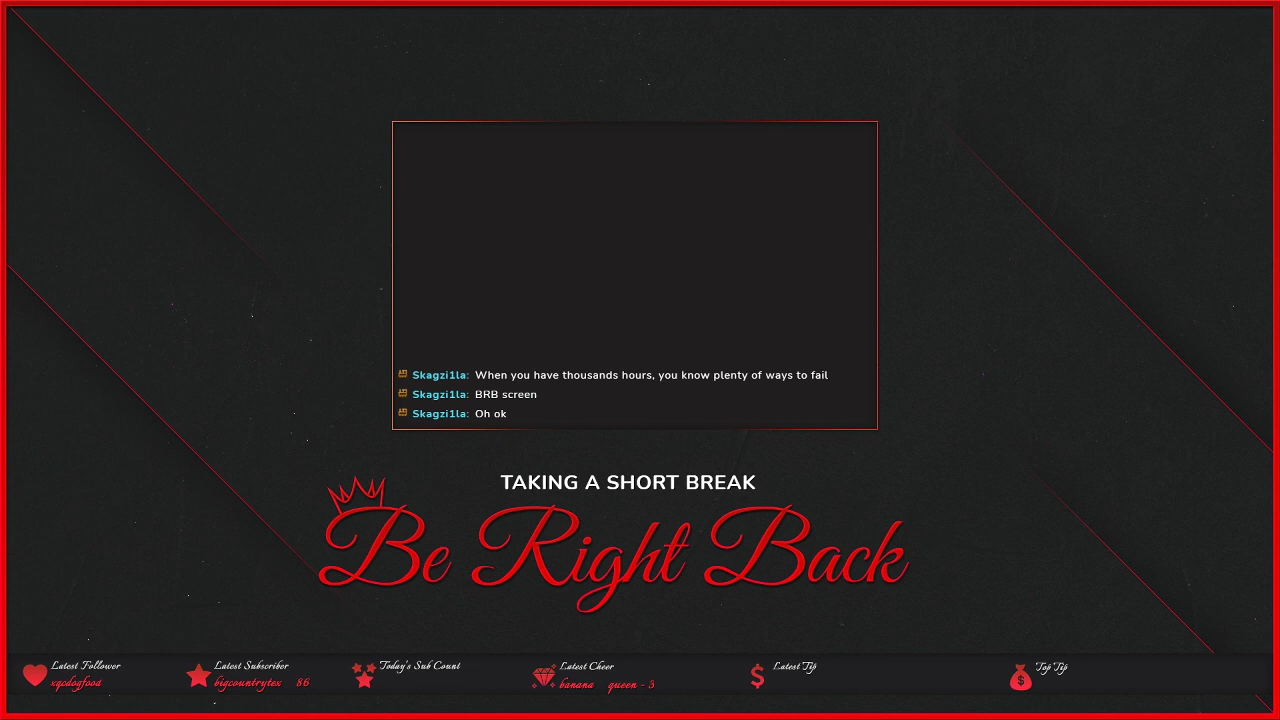 Skagzi1la: When you have thousands hours, you know plenty of ways to fail
Skagzi1la: BRB screen
Skagzi1la: Oh ok
TAKING A SHORT BREAK
Be Right Back
Latest Follower
xqcdogfood
Latest Subscriber
bigcountrytex 86
Today's Sub Count
Latest Cheer
banana queen - 3
Latest Tip
Top Tip